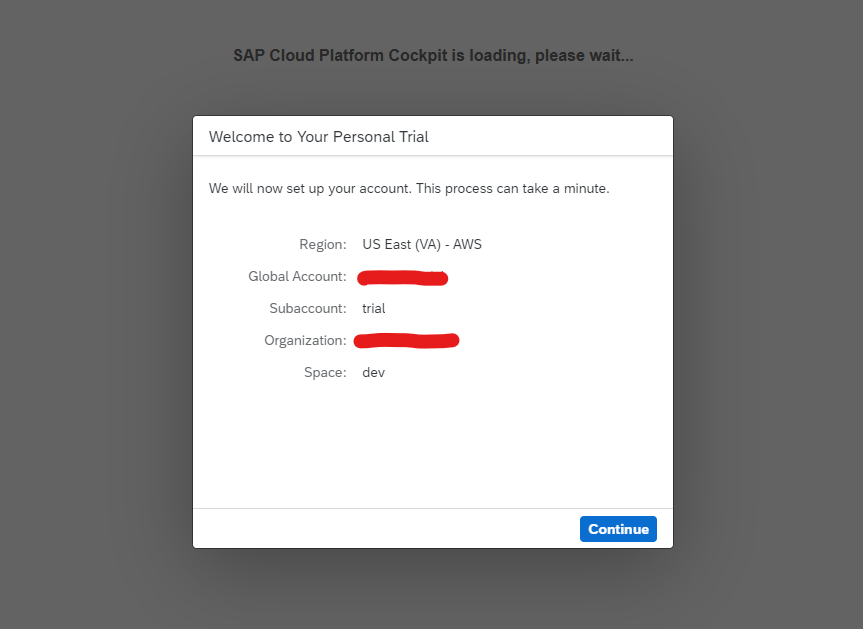 SAP Cloud Platform Cockpit is loading, please wait...
Welcome to Your Personal Trial
We will now set up your account. This process can take a minute.
Region: US East (VA) - AWS
Global Account:
Subaccount: trial
Organization:
Space: dev
Continue